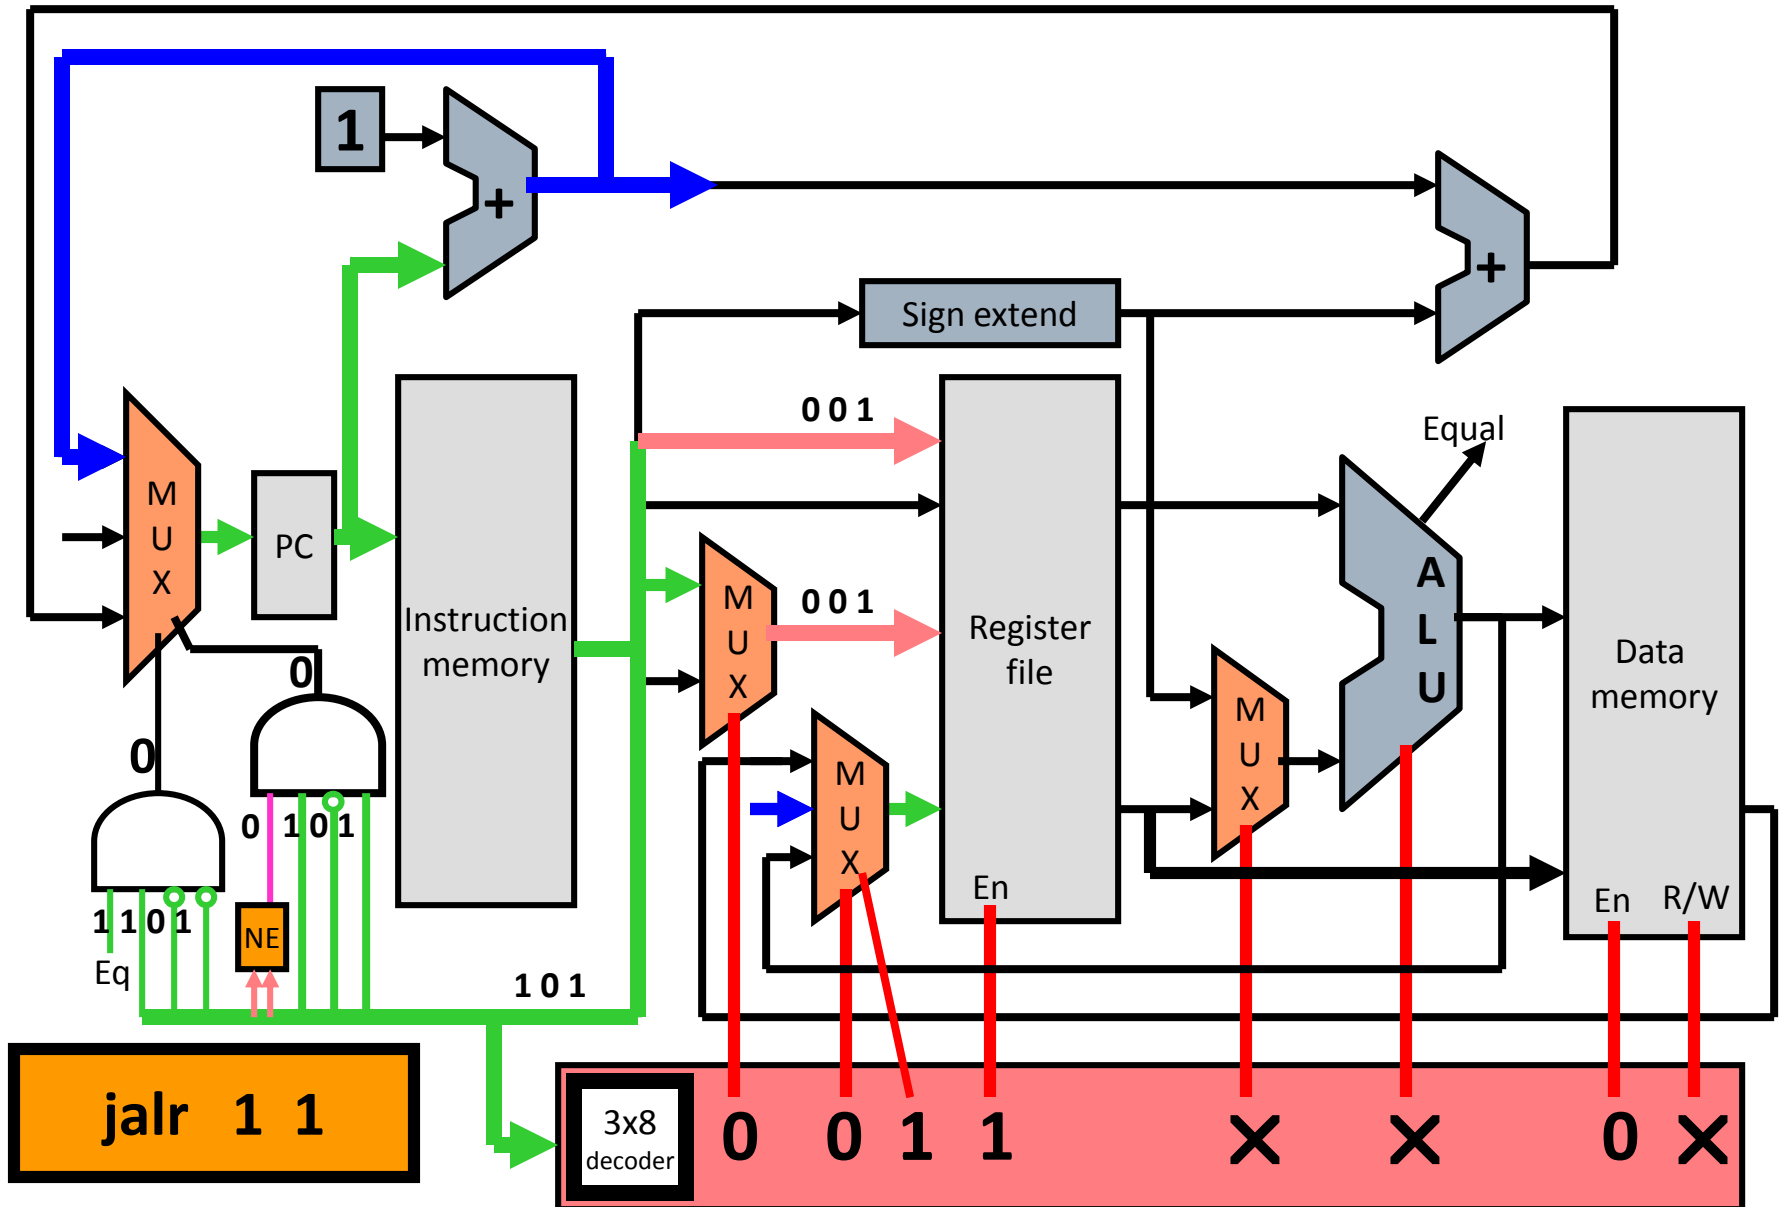 1
+
+
Sign extend
0 0 1
Equal
M
U
X
PC
Instruction
memory
M
U
X
0 0 1
Register
file
A
L
U
Data
memory
0
0
M
U
X
M
U
X
0 1 0 1
En
En
R/W
1 1 0 1
NE
Eq
1 0 1
jalr 1 1
3x8
decoder
0 0 1 1 X X 0 X